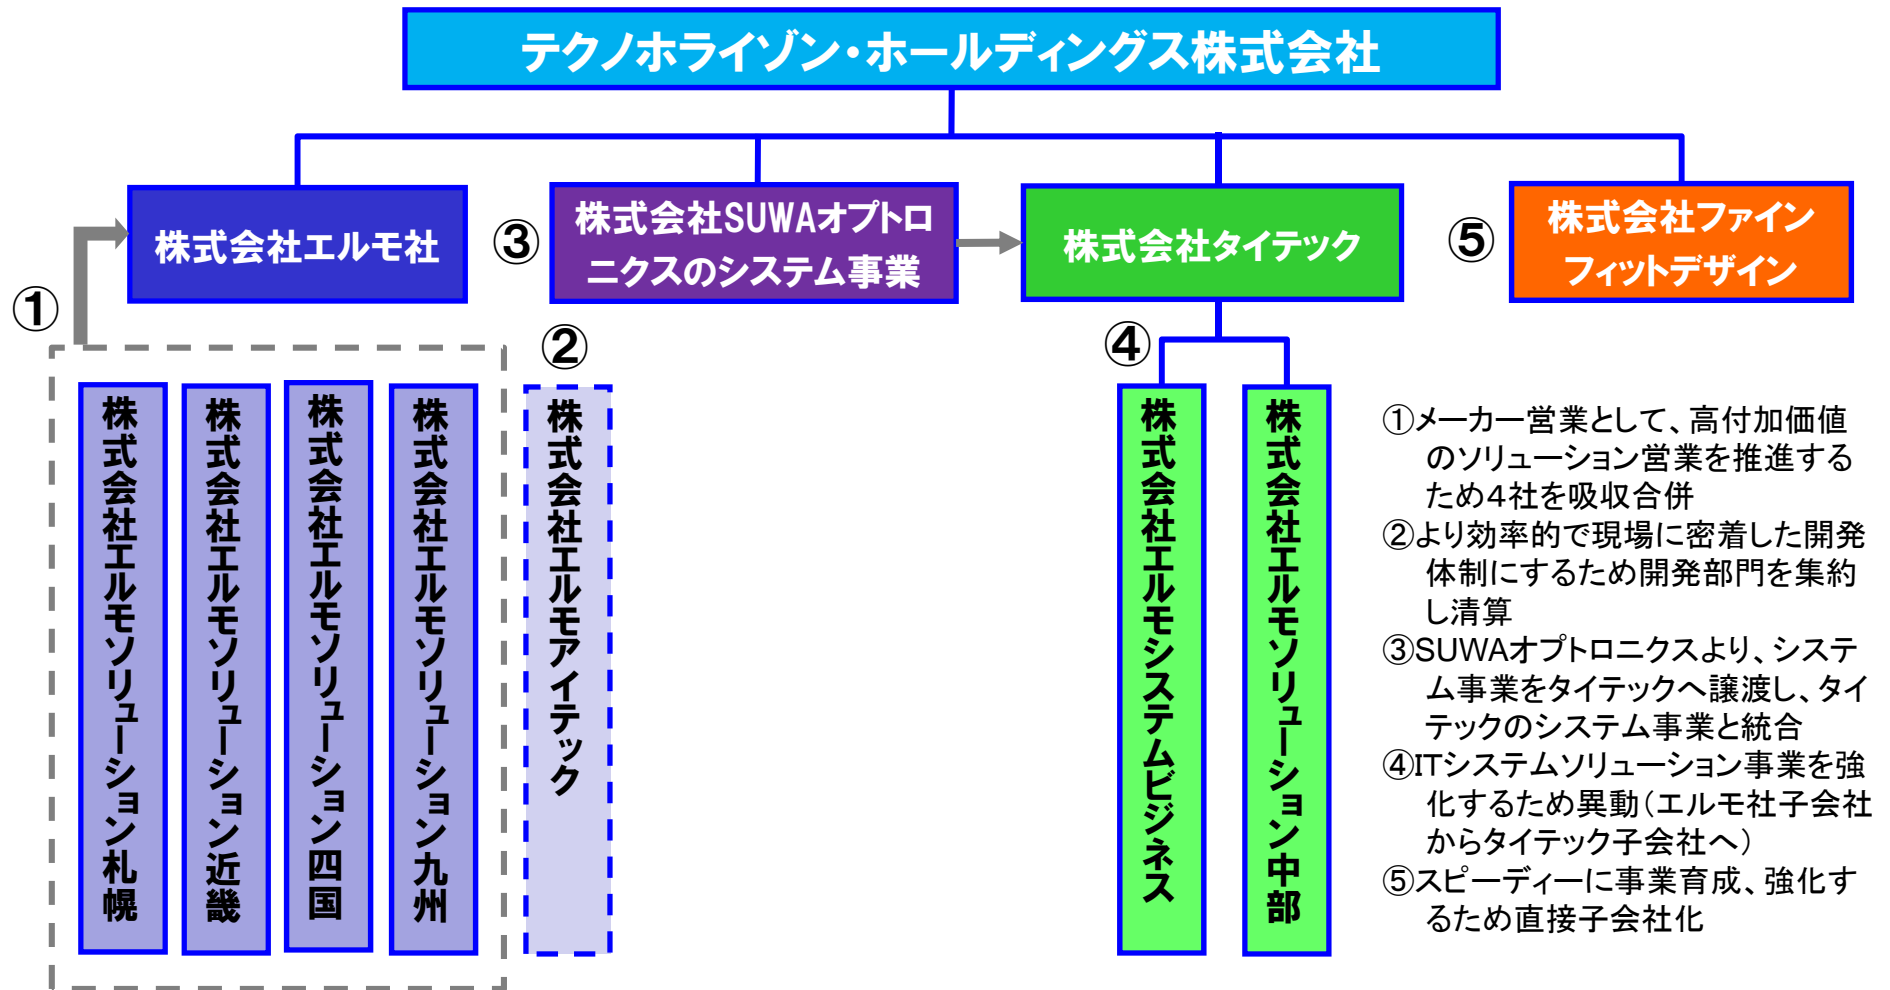 テクノホライゾン・ホールディングス株式会社
株式会社エルモ社
③
株式会社SUWAオプトロ
ニクスのシステム事業
株式会社タイテック
⑤
株式会社ファイン
フィットデザイン
①
②
④
株式会社エルモソリューション札幌
株式会社エルモソリューション近畿
株式会社エルモソリューション四国
株式会社エルモソリューション九州
株式会社エルモアイテック
株式会社エルモシステムビジネス
株式会社エルモソリューション中部
①メーカー営業として、高付加価値
のソリューション営業を推進する
ため4社を吸収合併
②より効率的で現場に密着した開発
体制にするため開発部門を集約
し清算
③SUWAオプトロニクスより、システ
ム事業をタイテックへ譲渡し、タイ
テックのシステム事業と統合
④ITシステムソリューション事業を強
化するため異動(エルモ社子会社
からタイテック子会社へ)
⑤スピーディーに事業育成、強化す
るため直接子会社化